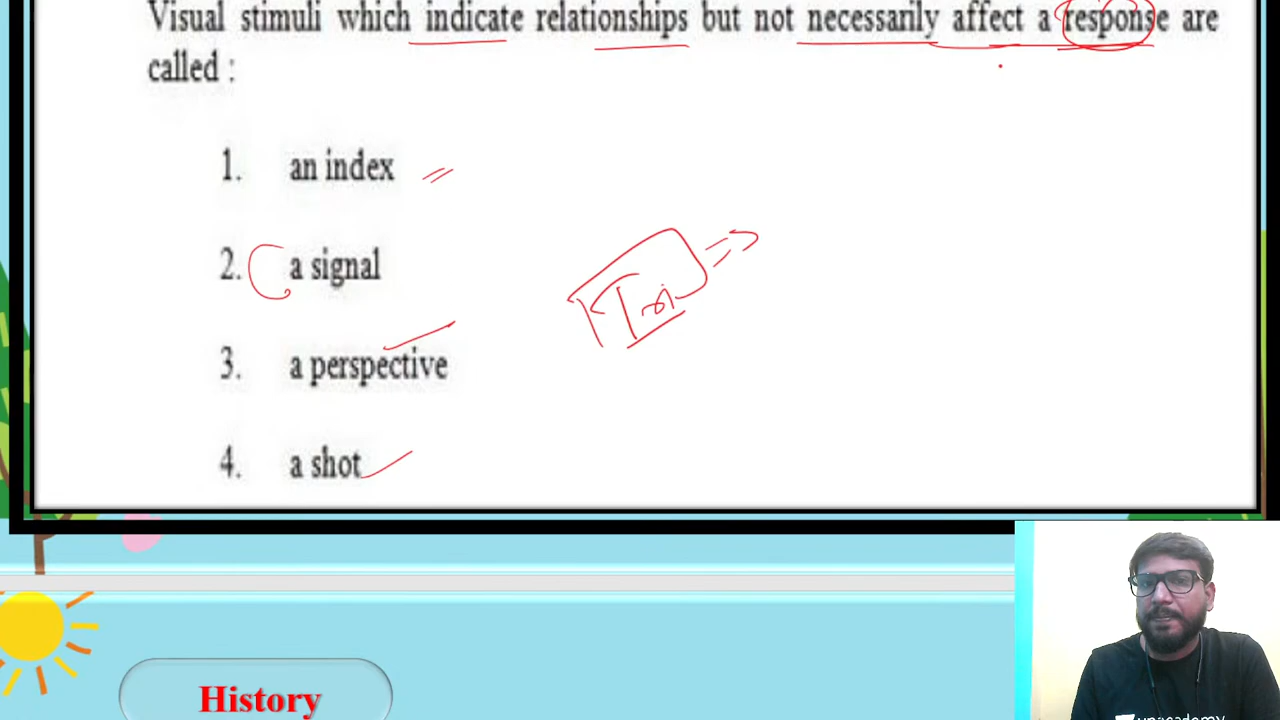 Visual stimuli which indicate relationships but not necessarily affect a response are
called :
1. an index
2. a signal
3. a perspective
4. a shot
History
unacademy